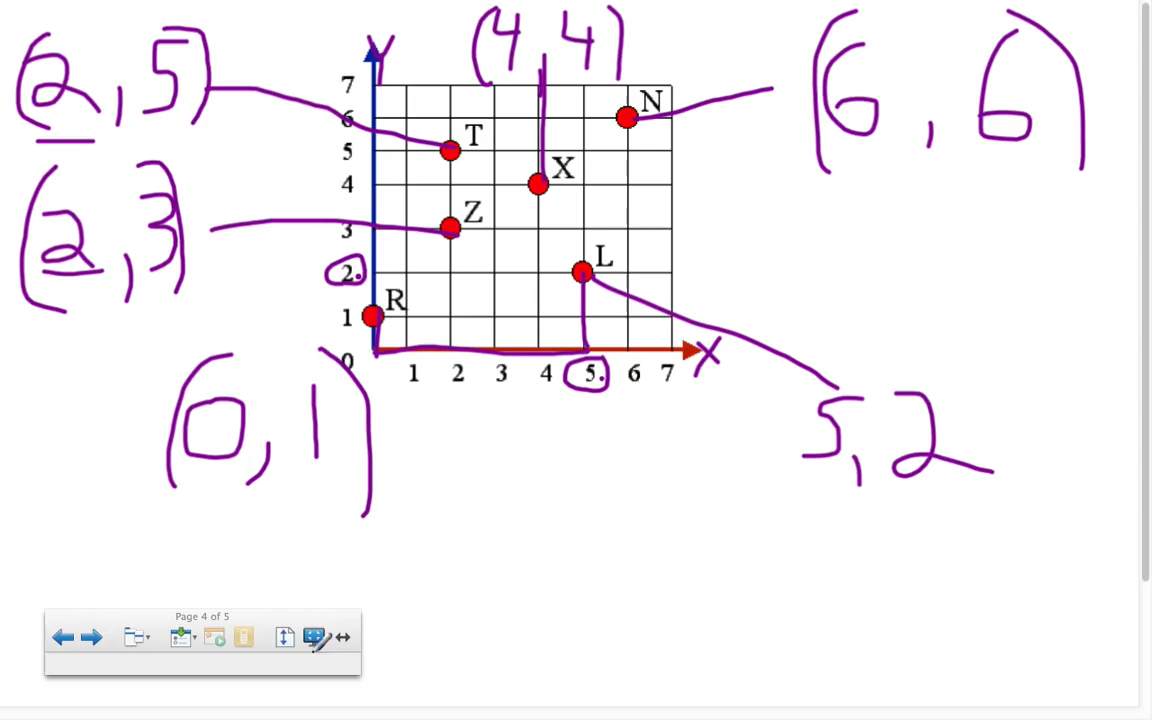 (2,5)
Y
(4,4)
(6,6)
7
6
N
5
T
4
X
(2,3)
3
Z
2.
L
1
R
0
X
1 2 3 4 5. 6 7
(0,1)
5,2
Page 4 of 5